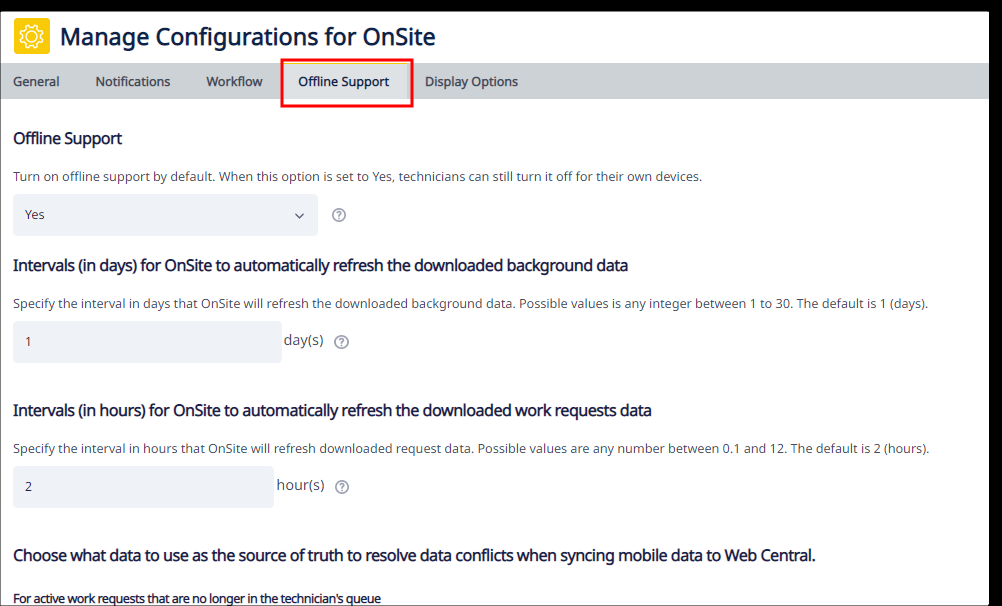 Manage Configurations for OnSite
General Notifications Workflow Offline Support Display Options
Offline Support
Turn on offline support by default. When this option is set to Yes, technicians can still turn it off for their own devices.
Yes
Intervals (in days) for OnSite to automatically refresh the downloaded background data
Specify the interval in days that OnSite will refresh the downloaded background data. Possible values is any integer between 1 to 30. The default is 1 (days).
1 day(s)
Intervals (in hours) for OnSite to automatically refresh the downloaded work requests data
Specify the interval in hours that OnSite will refresh downloaded request data. Possible values are any number between 0.1 and 12. The default is 2 (hours).
2 hour(s)
Choose what data to use as the source of truth to resolve data conflicts when syncing mobile data to Web Central.
For active work requests that are no longer in the technician's queue